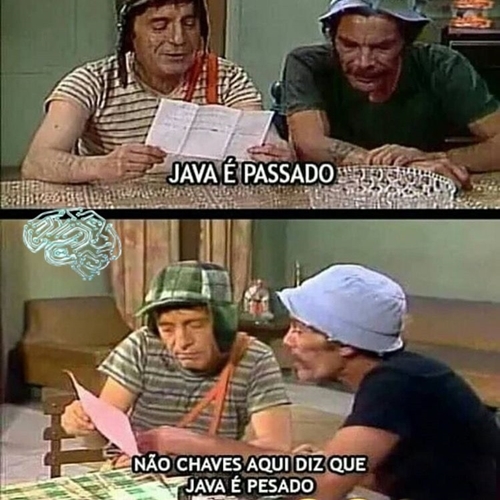 JAVA É PASSADO
NÃO CHAVES AQUI DIZ QUE
JAVA É PESADO